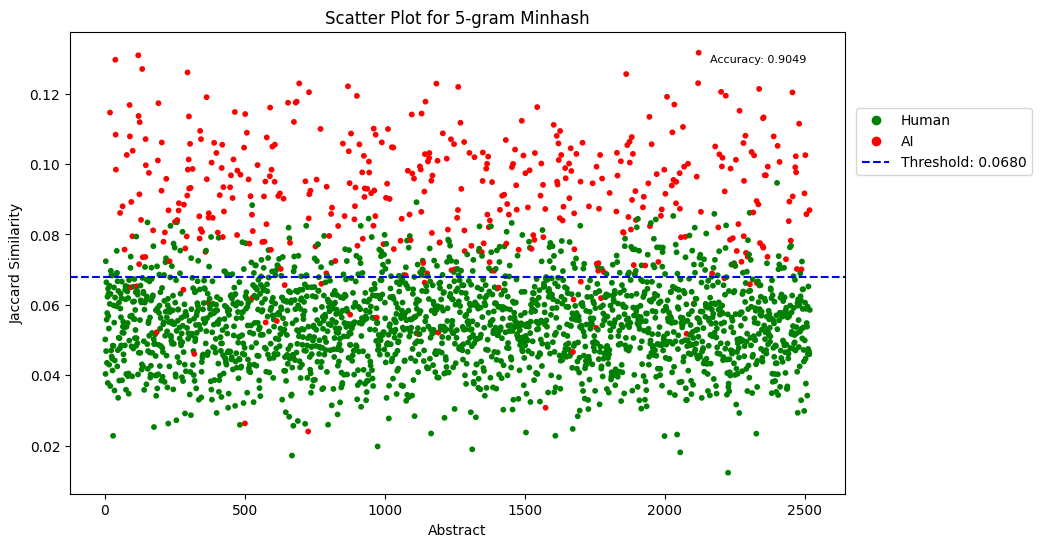 Scatter Plot for 5-gram Minhash
Accuracy: 0.9049
Human
AI
Threshold: 0.0680
Jaccard Similarity
0.12
0.10
0.08
0.06
0.04
0.02
0
500
1000
1500
2000
2500
Abstract